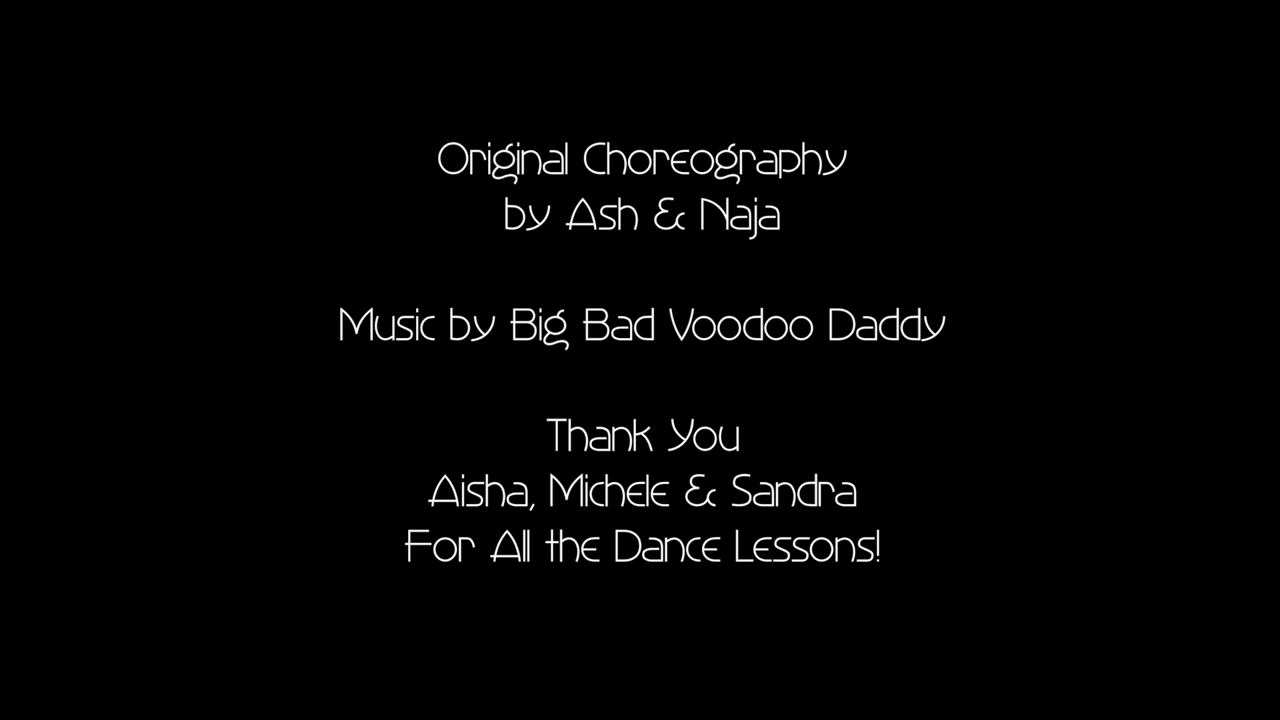 Original Choreography
by Ash & Naja
Music by Big Bad Voodoo Daddy
Thank You
Aisha, Michele & Sandra
For All the Dance Lessons!